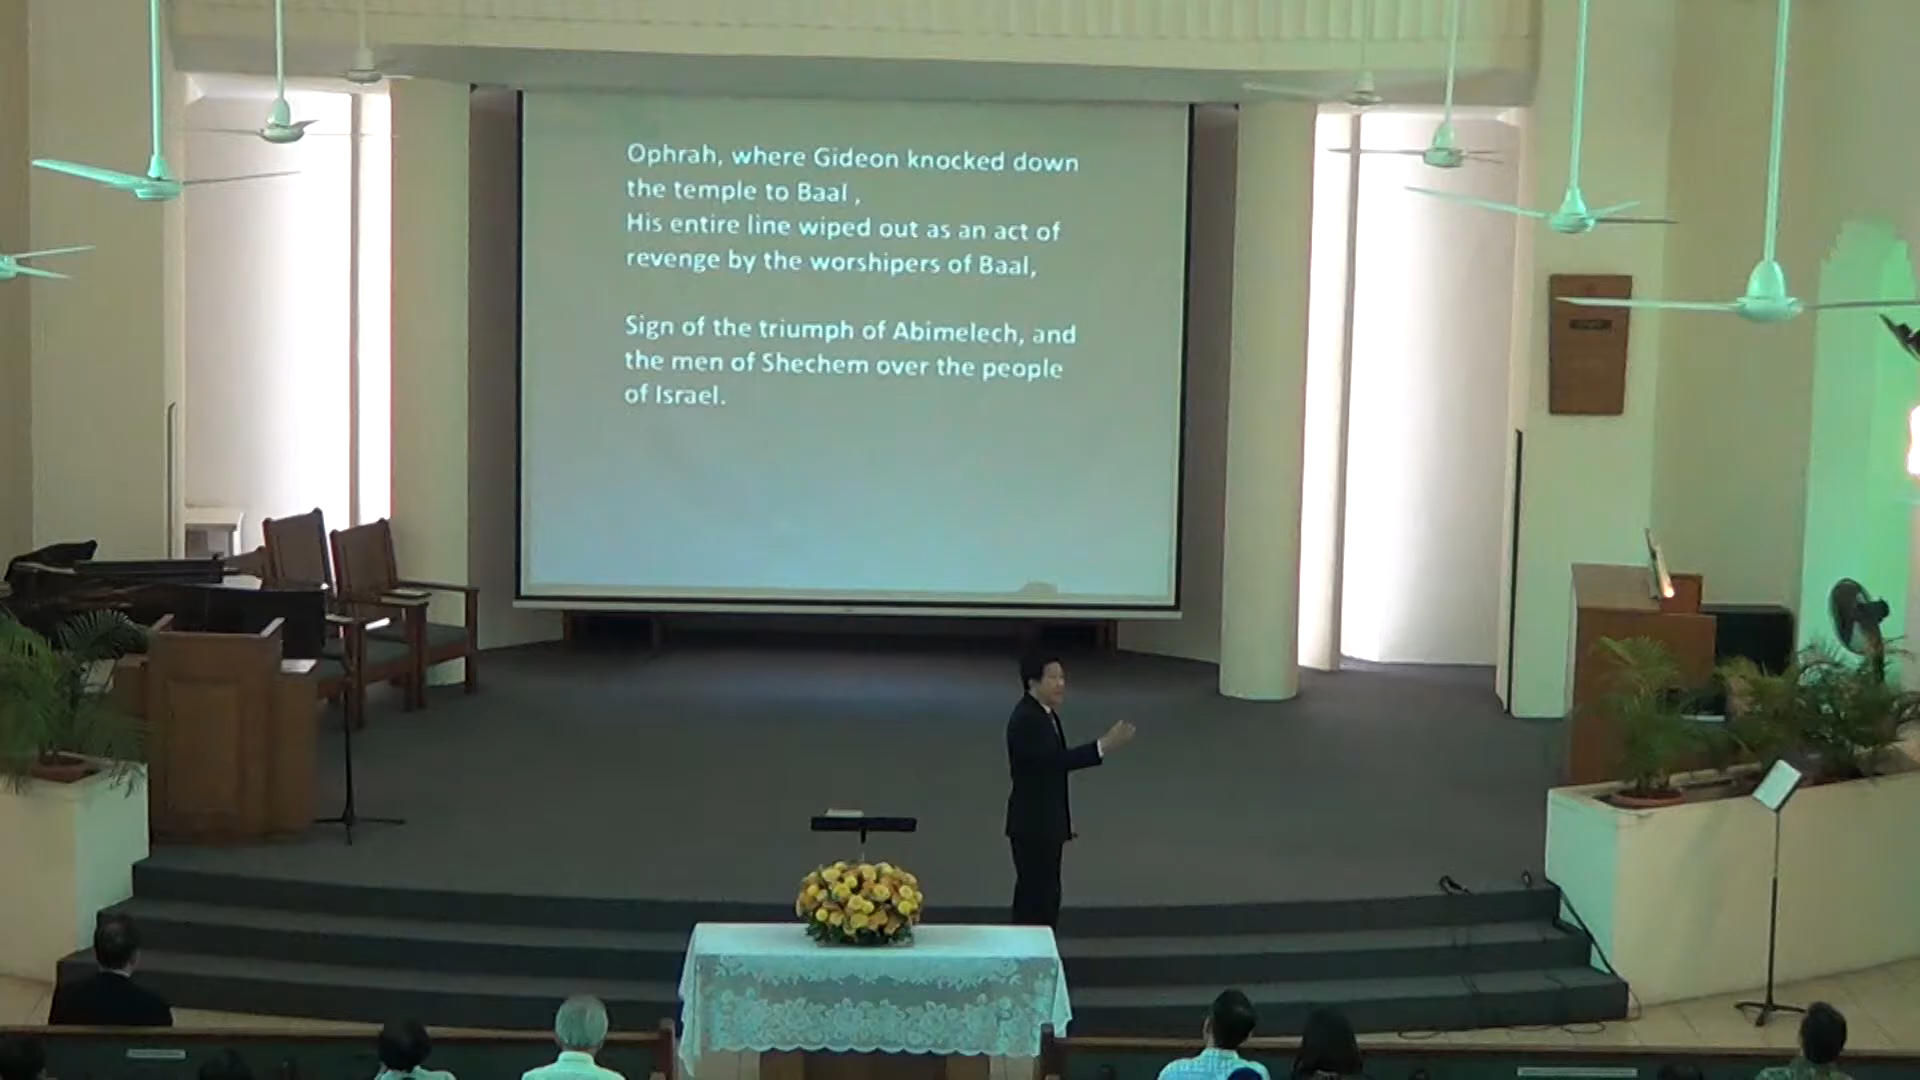 Ophrah, where Gideon knocked down
the temple to Baal ,
His entire line wiped out as an act of
revenge by the worshipers of Baal,
Sign of the triumph of Abimelech, and
the men of Shechem over the people
of Israel.